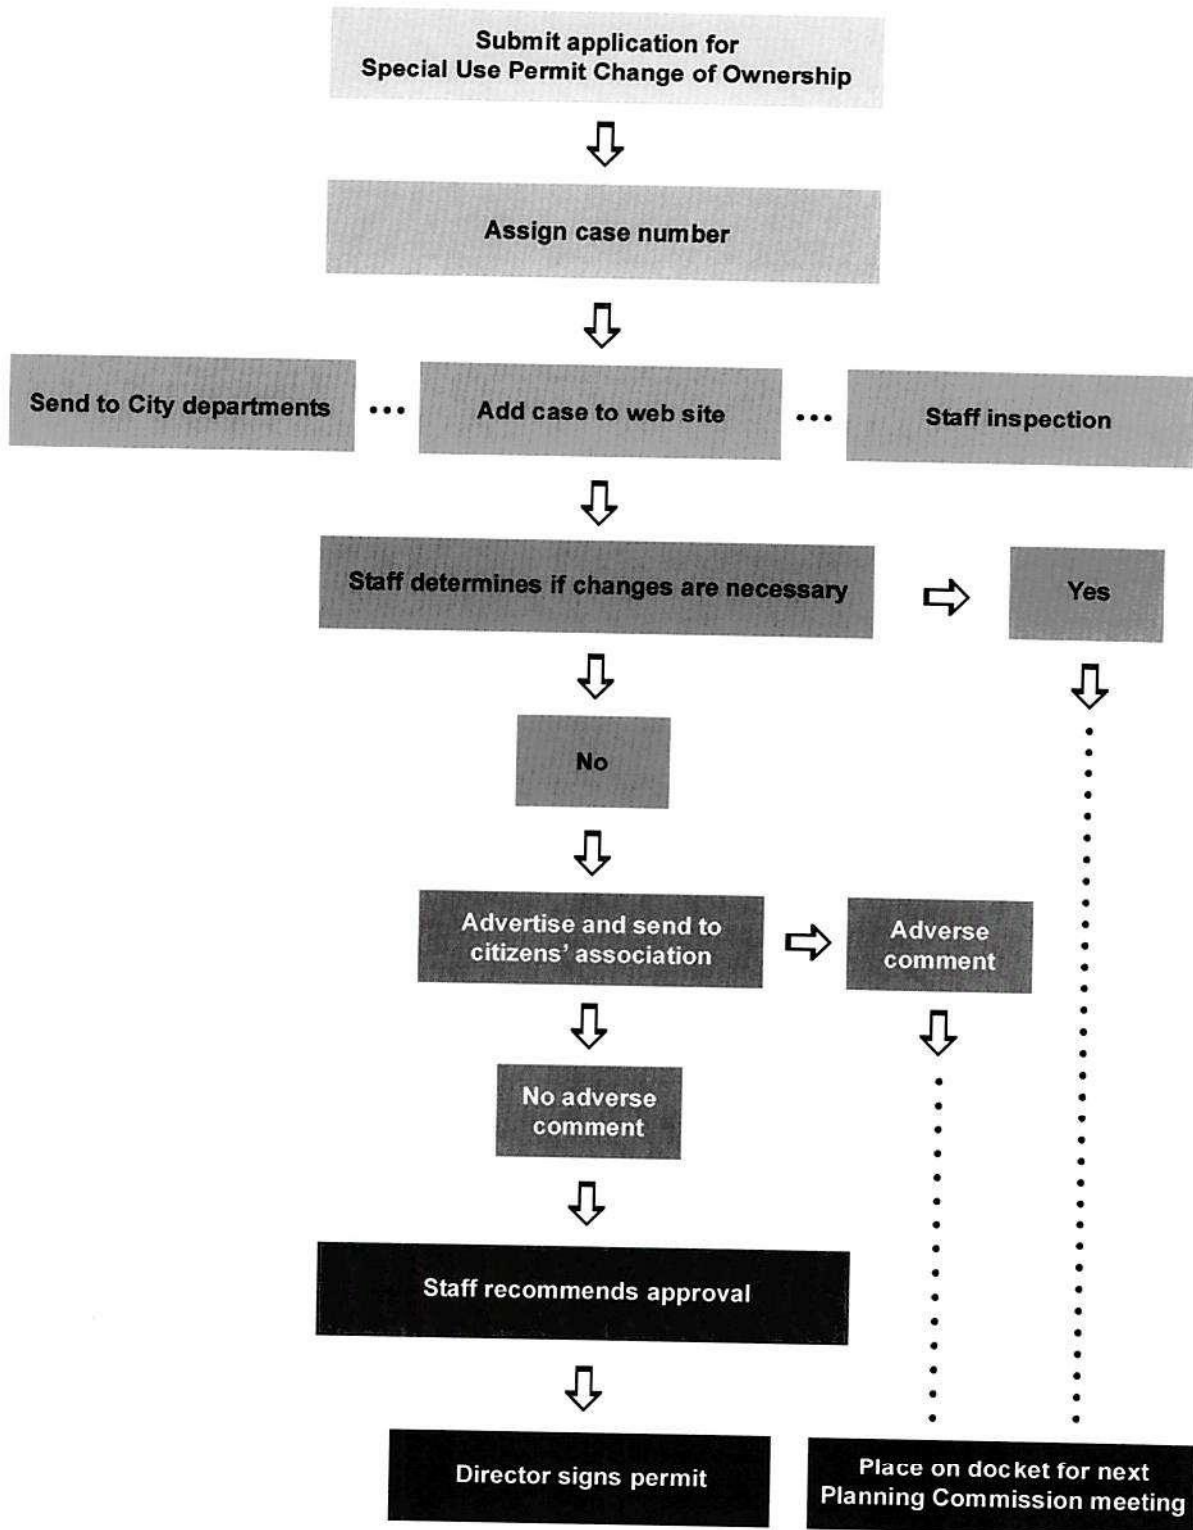 Submit application for
Special Use Permit Change of Ownership
Assign case number
Send to City departments
•••
Add case to web site
•••
Staff inspection
Staff determines if changes are necessary
Yes
No
Advertise and send to
citizens' association
Adverse
comment
No adverse
comment
Staff recommends approval
Director signs permit
Place on docket for next
Planning Commission meeting